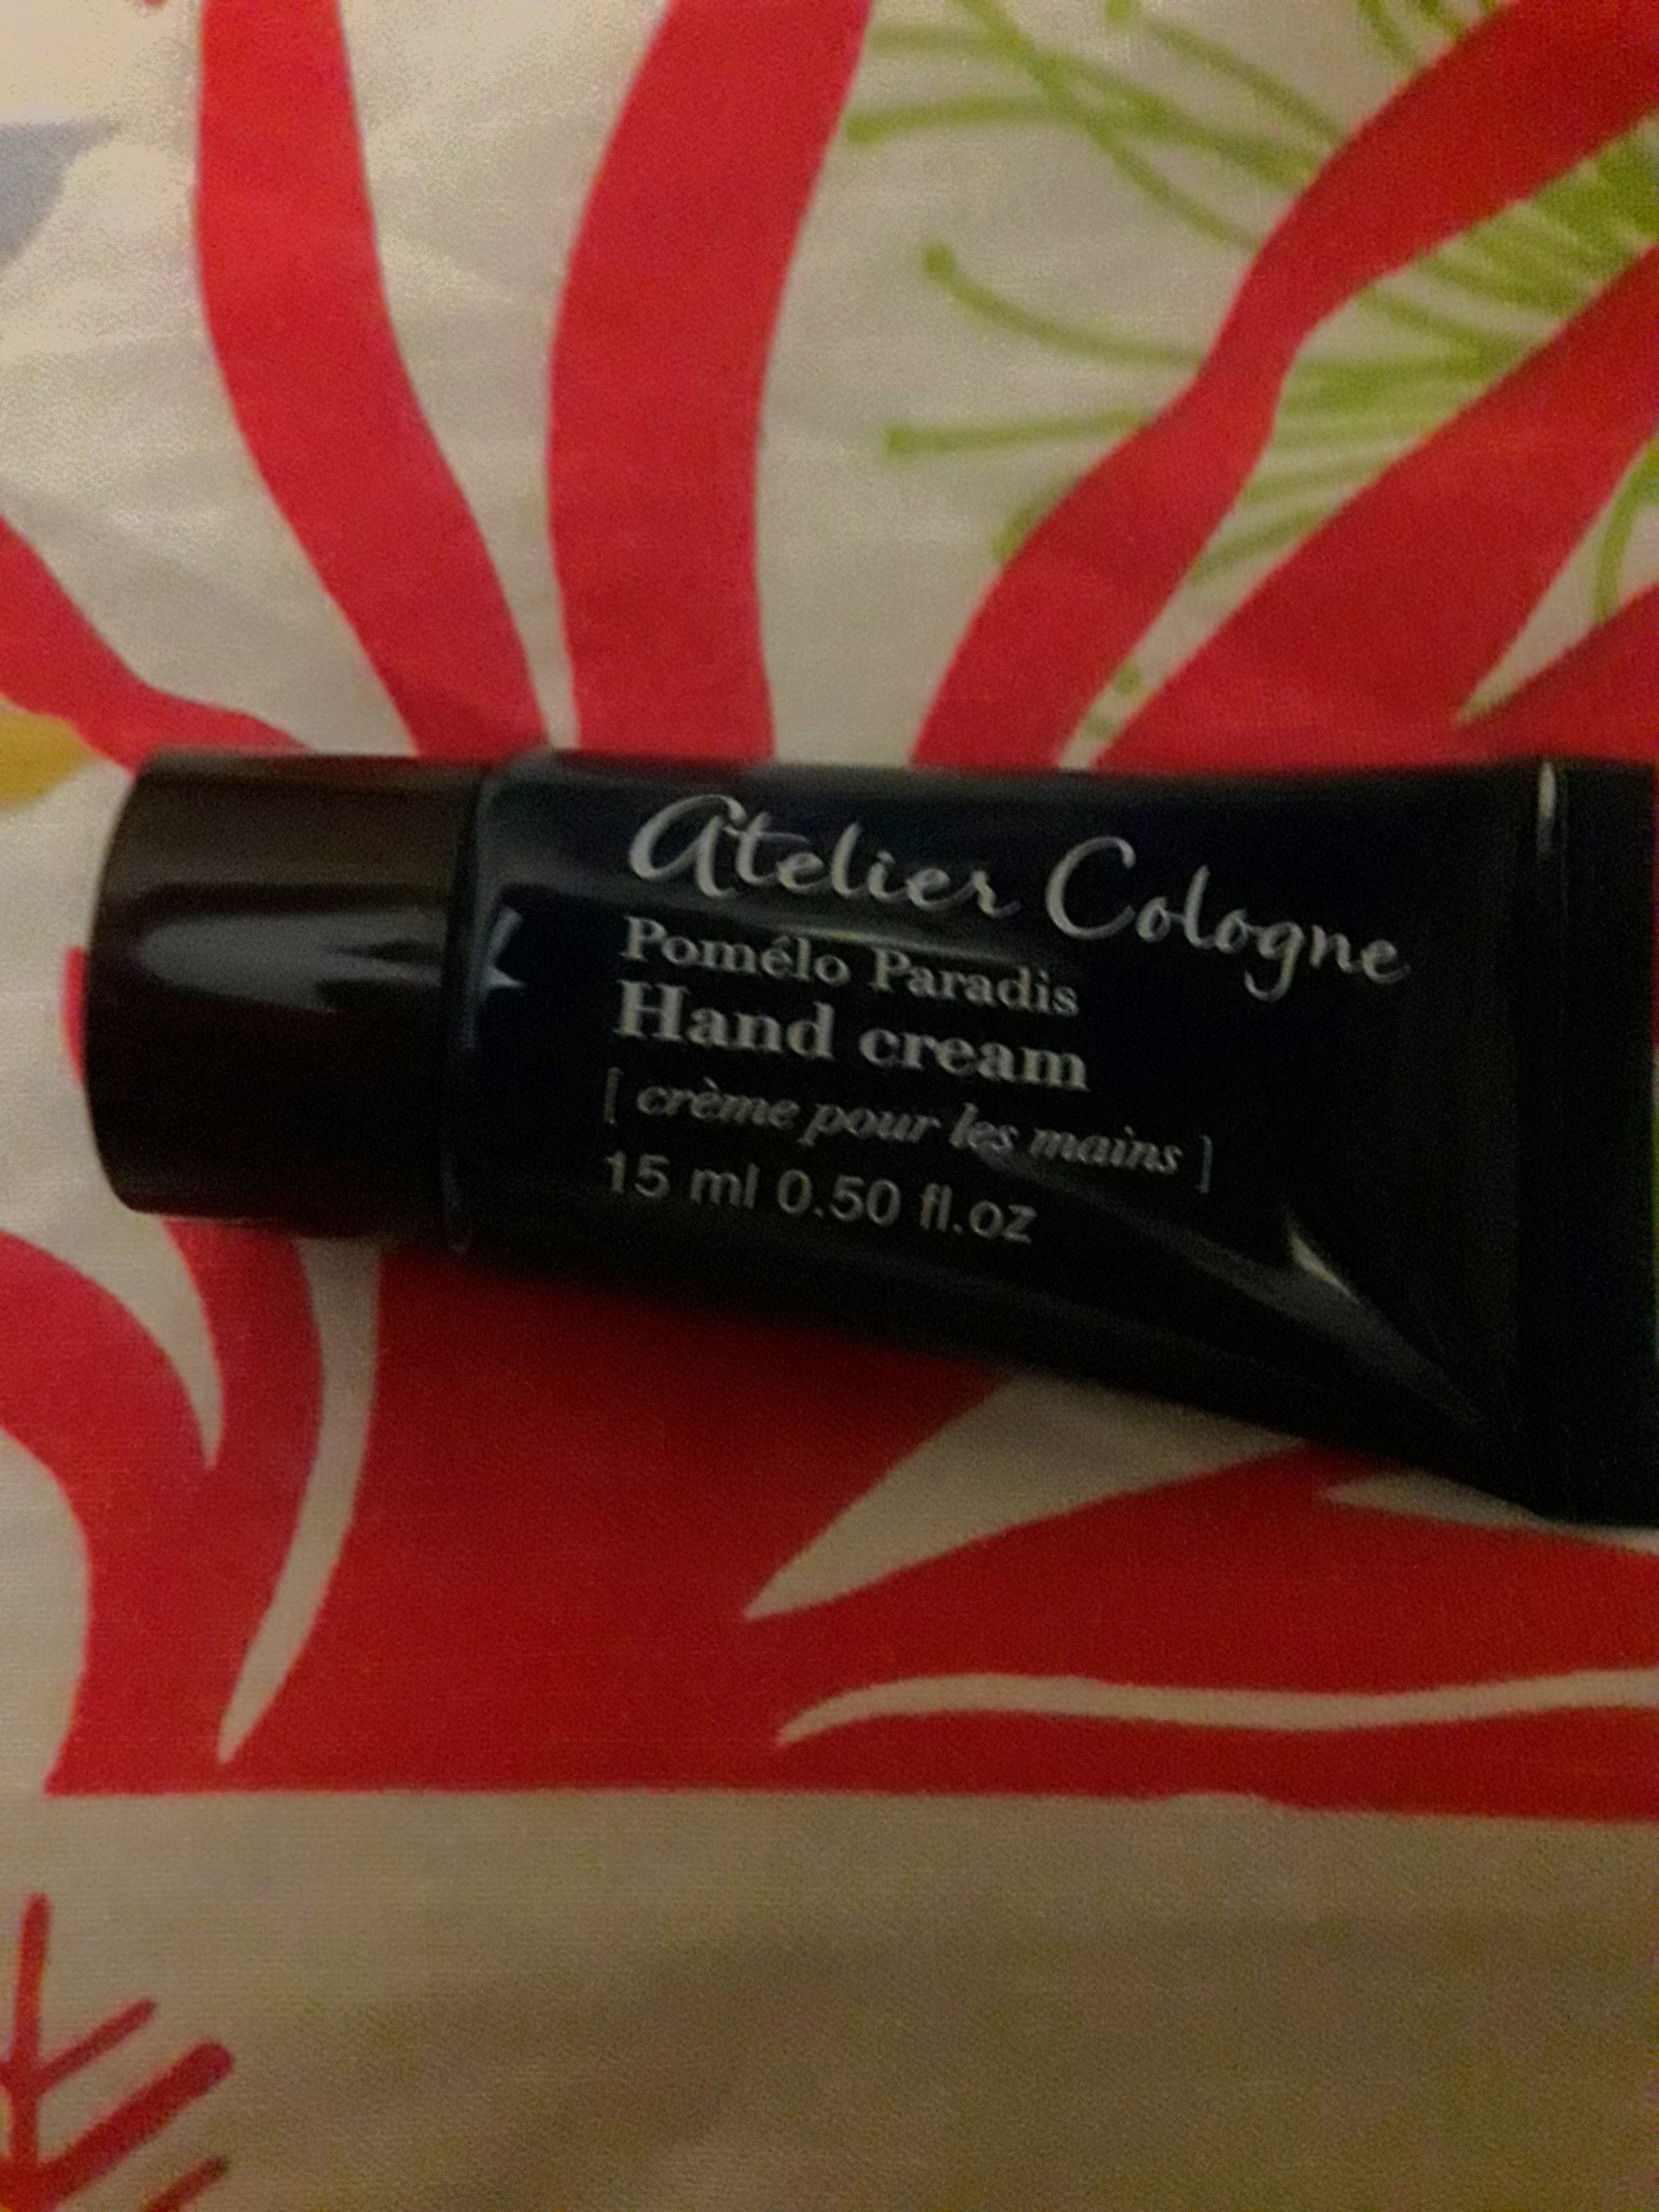 Atelier Cologne
Pomélo Paradis
Hand cream
[ crème pour les mains ]
15 ml 0.50 fl.oz